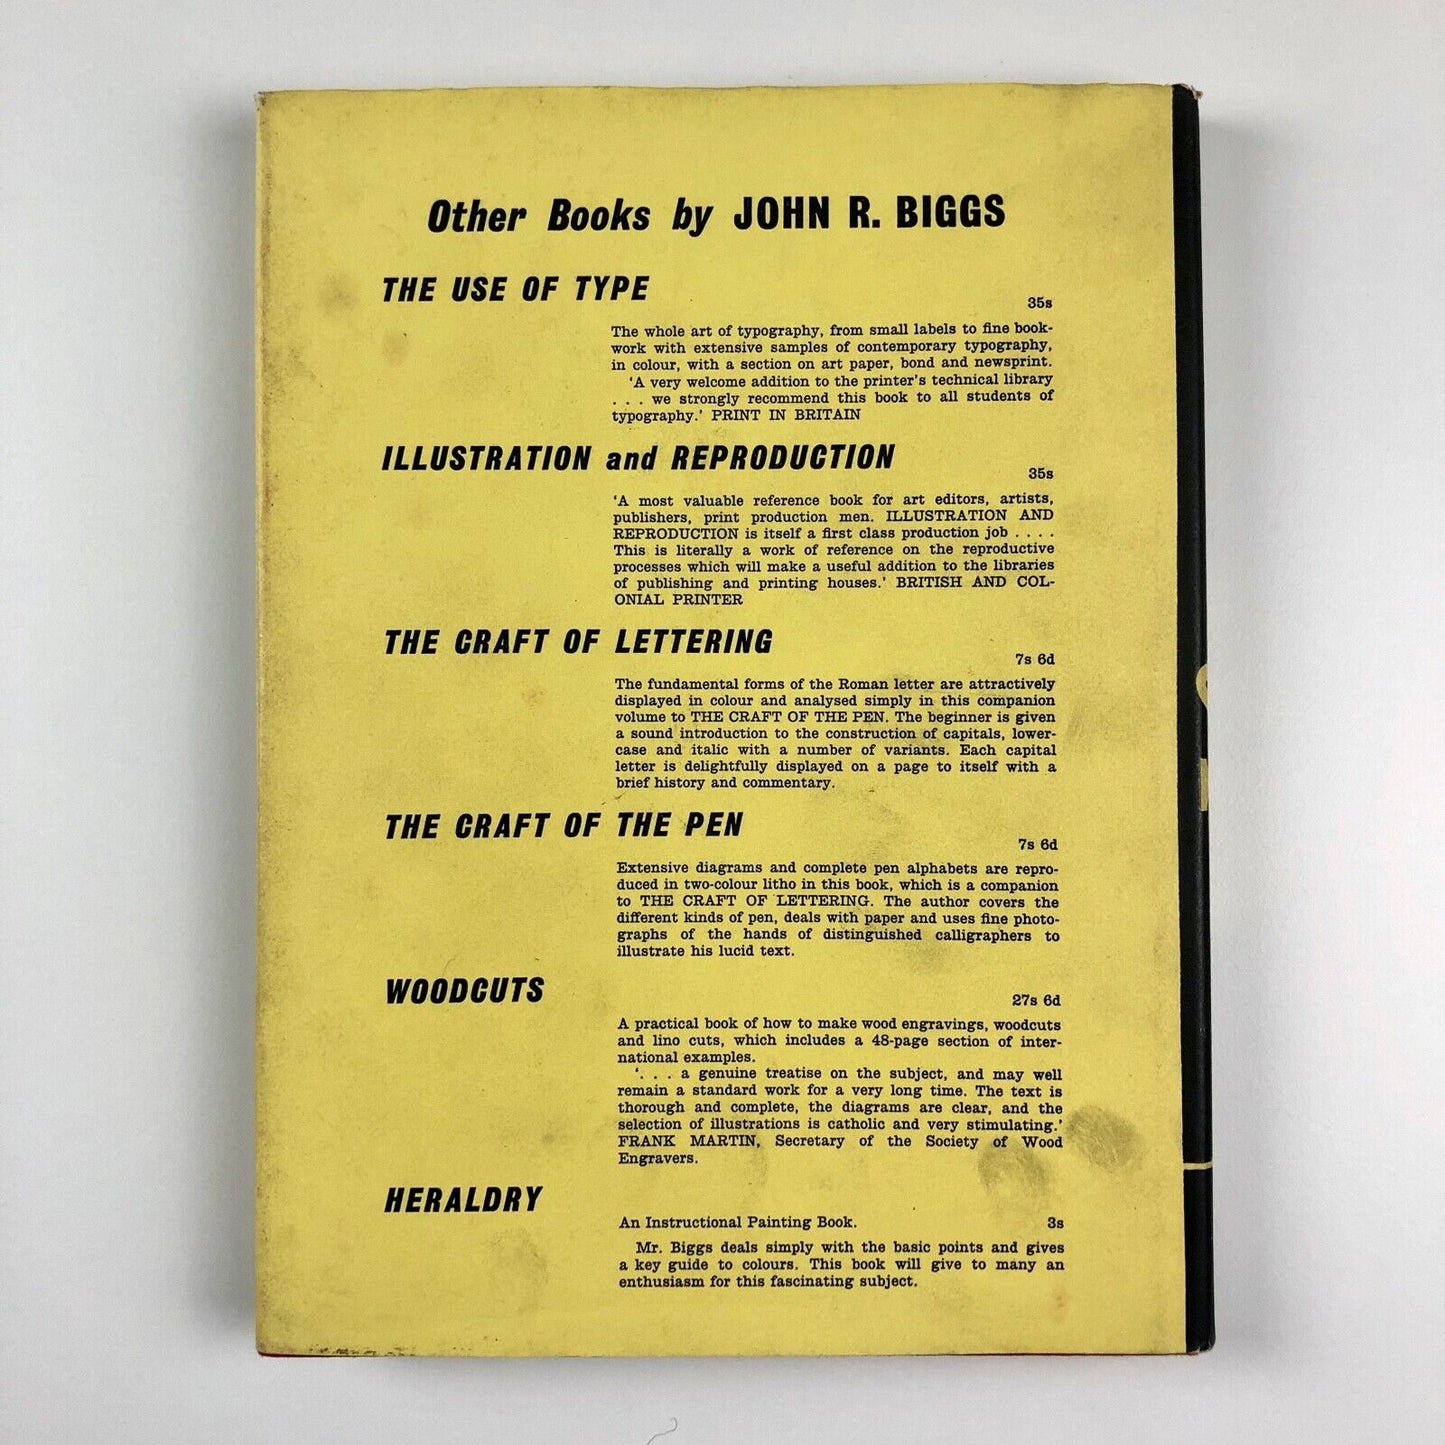 Other Books by JOHN R. BIGGS
THE USE OF TYPE
35s
The whole art of typography, from small labels to fine book-
work with extensive samples of contemporary typography,
in colour, with a section on art paper, bond and newsprint.
'A very welcome addition to the printer's technical library
. . . we strongly recommend this book to all students of
typography.' PRINT IN BRITAIN
ILLUSTRATION and REPRODUCTION
35s
'A most valuable reference book for art editors, artists,
publishers, print production men. ILLUSTRATION AND
REPRODUCTION is itself a first class production job . . . .
This is literally a work of reference on the reproductive
processes which will make a useful addition to the libraries
of publishing and printing houses.' BRITISH AND COL-
ONIAL PRINTER
THE CRAFT OF LETTERING
7s 6d
The fundamental forms of the Roman letter are attractively
displayed in colour and analysed simply in this companion
volume to THE CRAFT OF THE PEN. The beginner is given
a sound introduction to the construction of capitals, lower-
case and italic with a number of variants. Each capital
letter is delightfully displayed on a page to itself with a
brief history and commentary.
THE CRAFT OF THE PEN
7s 6d
Extensive diagrams and complete pen alphabets are repro-
duced in two-colour litho in this book, which is a companion
to THE CRAFT OF LETTERING. The author covers the
different kinds of pen, deals with paper and uses fine photo-
graphs of the hands of distinguished calligraphers to
illustrate his lucid text.
WOODCUTS
27s 6d
A practical book of how to make wood engravings, woodcuts
and lino cuts, which includes a 48-page section of inter-
national examples.
'. . . a genuine treatise on the subject, and may well
remain a standard work for a very long time. The text is
thorough and complete, the diagrams are clear, and the
selection of illustrations is catholic and very stimulating.'
FRANK MARTIN, Secretary of the Society of Wood
Engravers.
HERALDRY
An Instructional Painting Book. 3s
Mr. Biggs deals simply with the basic points and gives
a key guide to colours. This book will give to many an
enthusiasm for this fascinating subject.